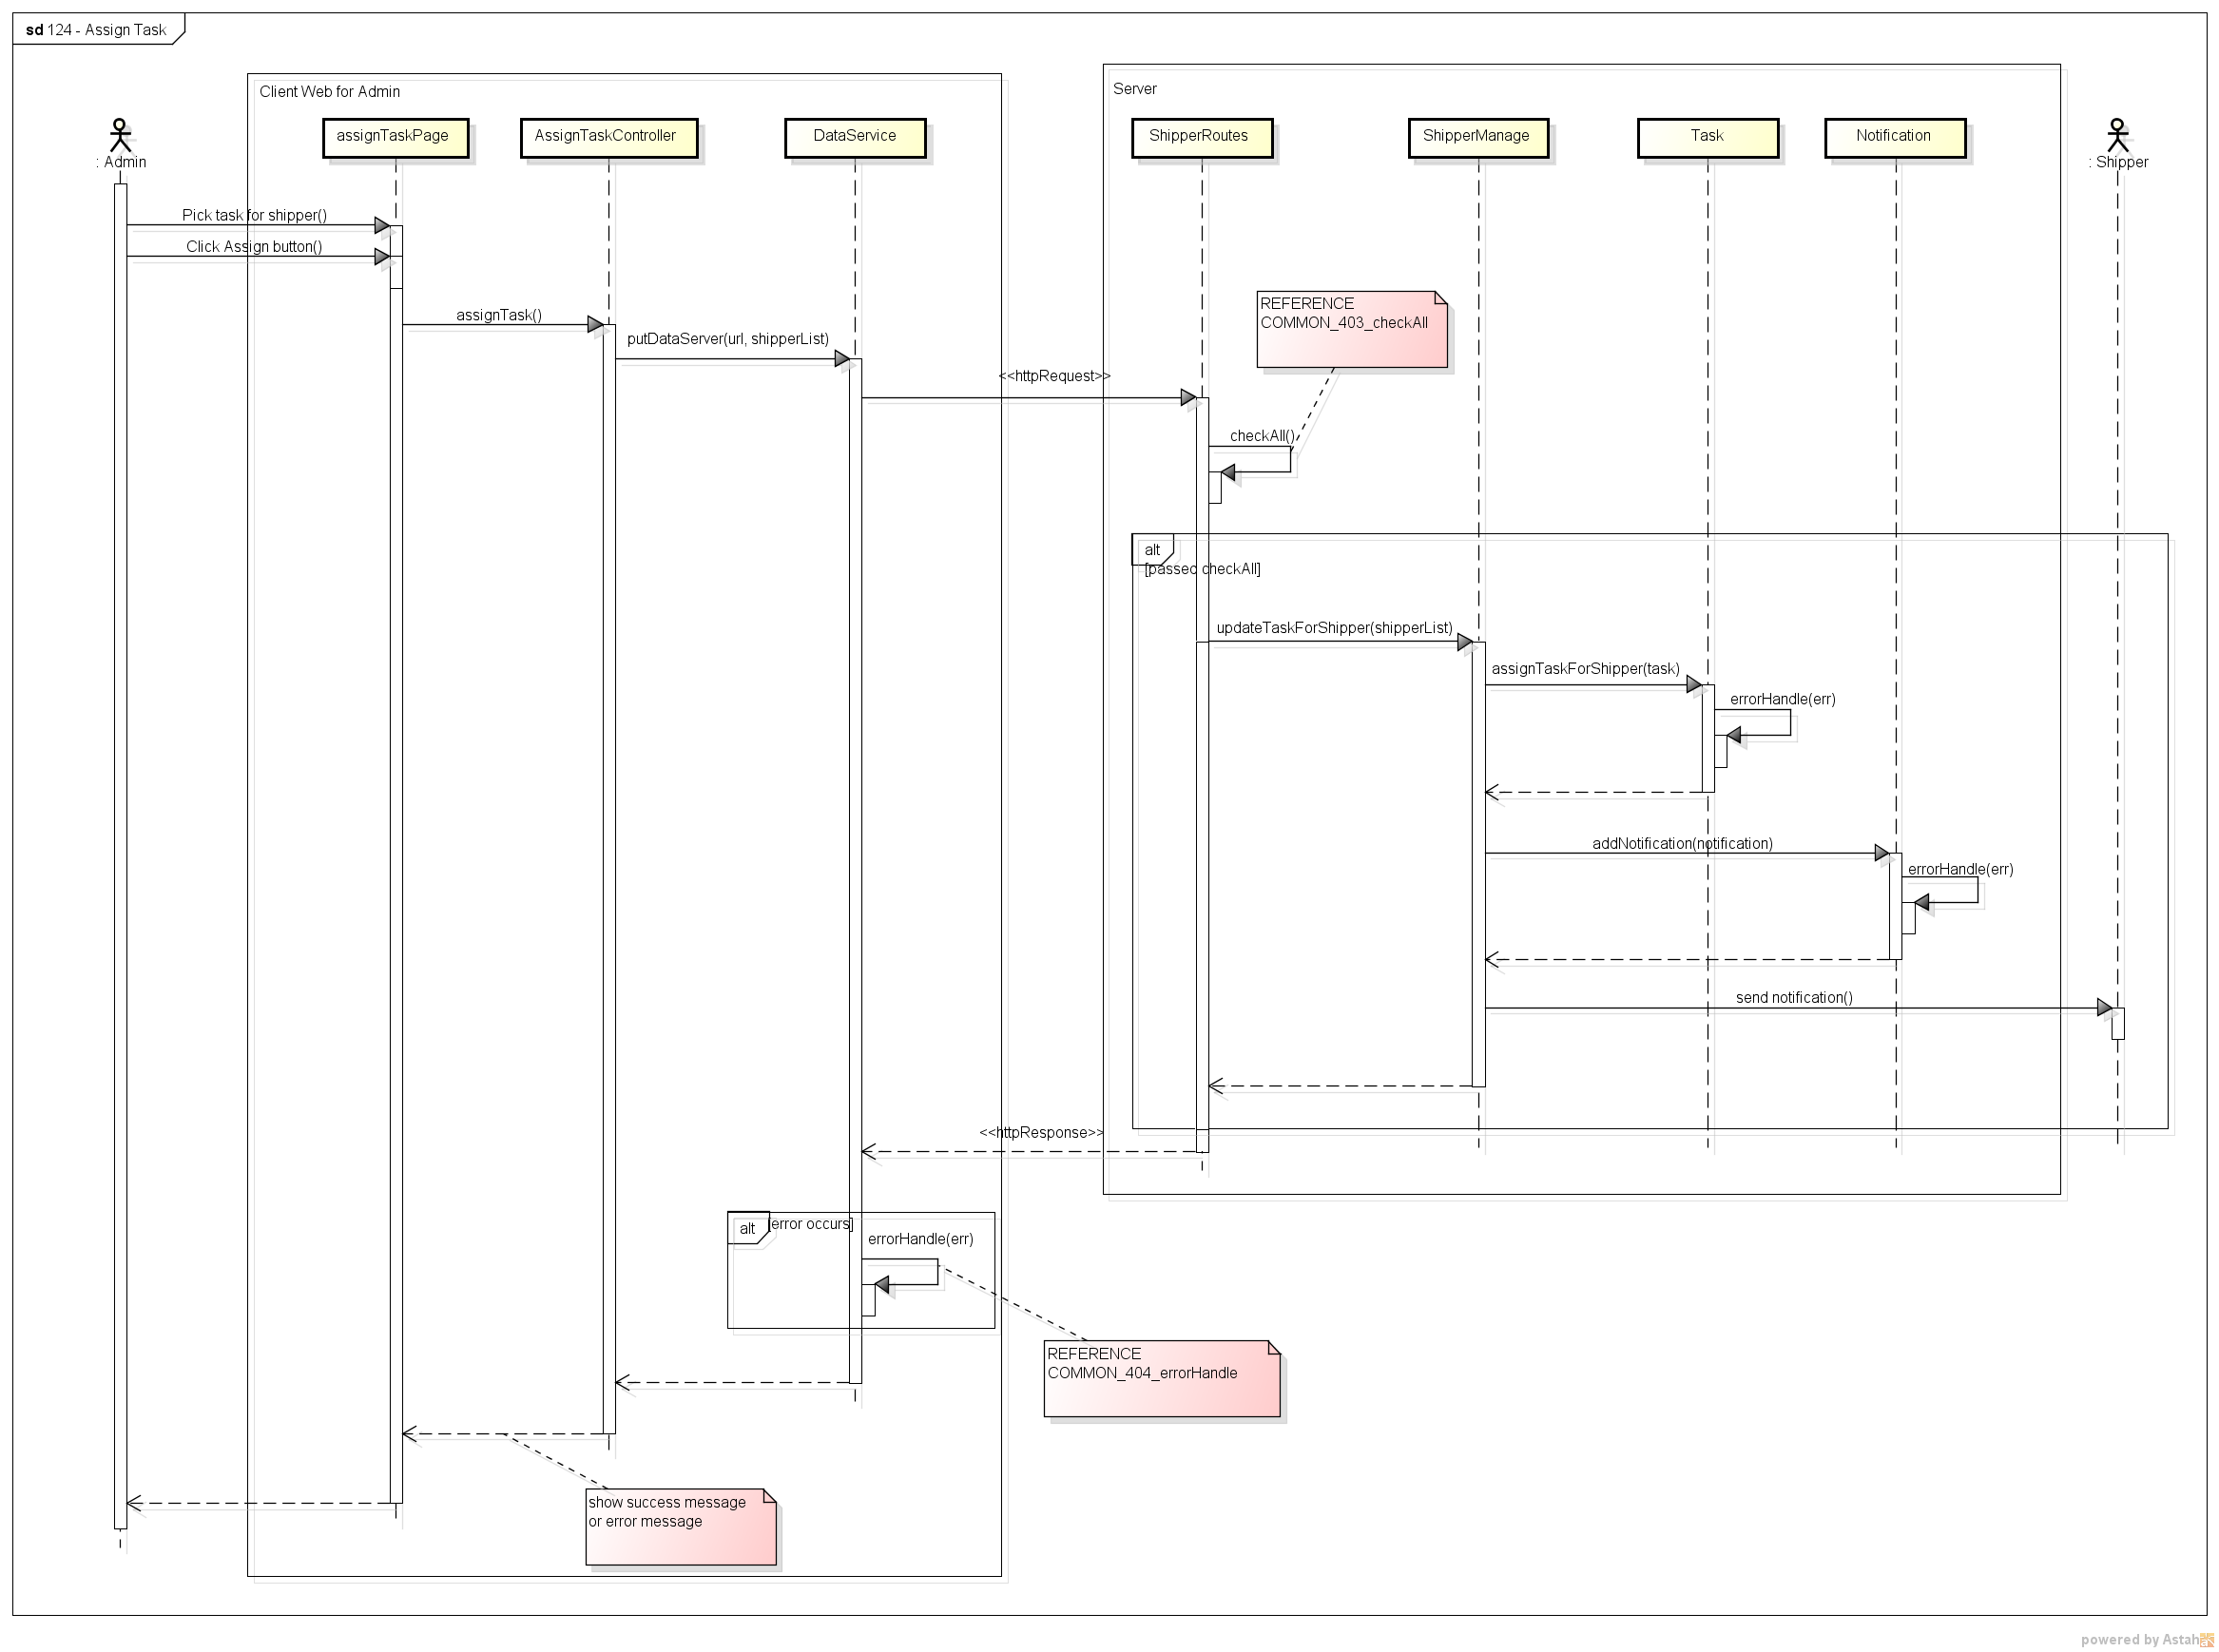 sd 124 - Assign Task
Client Web for Admin
Server
: Admin
assignTaskPage
AssignTaskController
DataService
ShipperRoutes
ShipperManage
Task
Notification
: Shipper
Pick task for shipper()
Click Assign button()
assignTask()
putDataServer(url, shipperList)
<<httpRequest>>
REFERENCE
COMMON_403_checkAll
checkAll()
alt
[passed checkAll]
updateTaskForShipper(shipperList)
assignTaskForShipper(task)
errorHandle(err)
addNotification(notification)
errorHandle(err)
send notification()
<<httpResponse>>
alt
[error occurs]
errorHandle(err)
REFERENCE
COMMON_404_errorHandle
show success message
or error message
powered by Astah